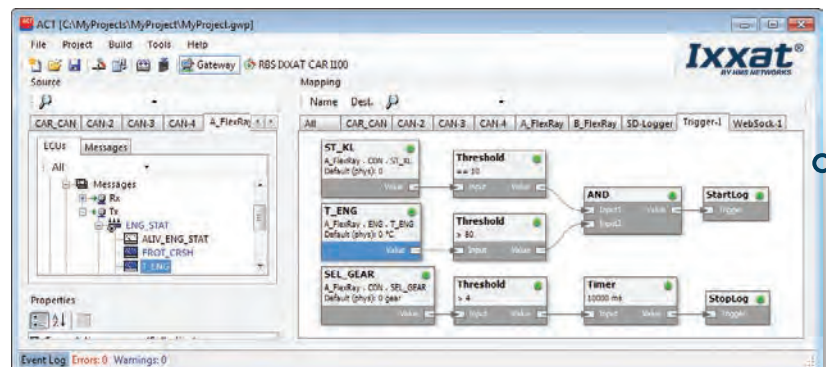 ACT [C:\MyProjects\MyProject\MyProject.gwp]
File Project Build Tools Help
Gateway RBS IXXAT CAR 1100
Ixxat®
BY HMS NETWORKS
Source
Mapping
Name Dest.
CAR_CAN CAN-2 CAN-3 CAN-4 A_FlexRay
All CAR_CAN CAN-2 CAN-3 CAN-4 A_FlexRay B_FlexRay SD-Logger Trigger-1 WebSock-1
ECUs Messages
All
Messages
Rx
Tx
ENG_STAT
ALIV_ENG_STAT
FROT_CRSH
T_ENG
ST_KL
A_FlexRay . CON . ST_KL
Default (phys): 0
Value
Threshold
== 10
Input Value
T_ENG
A_FlexRay . ENG . T_ENG
Default (phys): 0 °C
Value
Threshold
> 80
Input Value
AND
Input1 Value
Input2
StartLog
Trigger
SEL_GEAR
A_FlexRay . CON . SEL_GEAR
Default (phys): 0 gear
Value
Threshold
> 4
Input Value
Timer
10000 ms
Input Value
StopLog
Trigger
Properties
Event Log Errors: 0 Warnings: 0